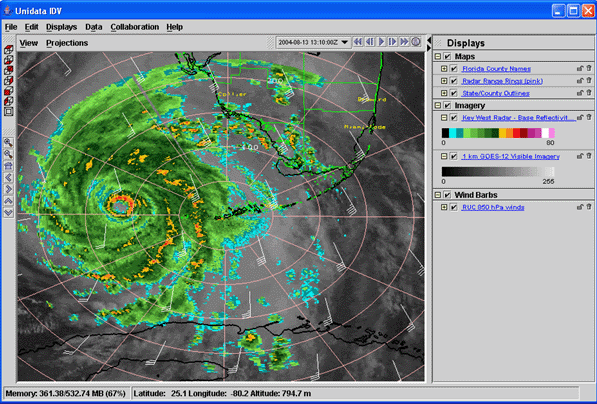 Unidata IDV
File Edit Displays Data Collaboration Help
View Projections
2004-08-13 13:10:00Z
Displays
Maps
Florida County Names
Radar Range Rings (pink)
State/County Outlines
Imagery
Key West Radar - Base Reflectivit...
0 80
1 km GOES-12 Visible Imagery
0 255
Wind Barbs
RUC 850 hPa winds
Collier
Broward
Memory: 361.38/532.74 MB (67%) Latitude: 25.1 Longitude: -80.2 Altitude: 794.7 m